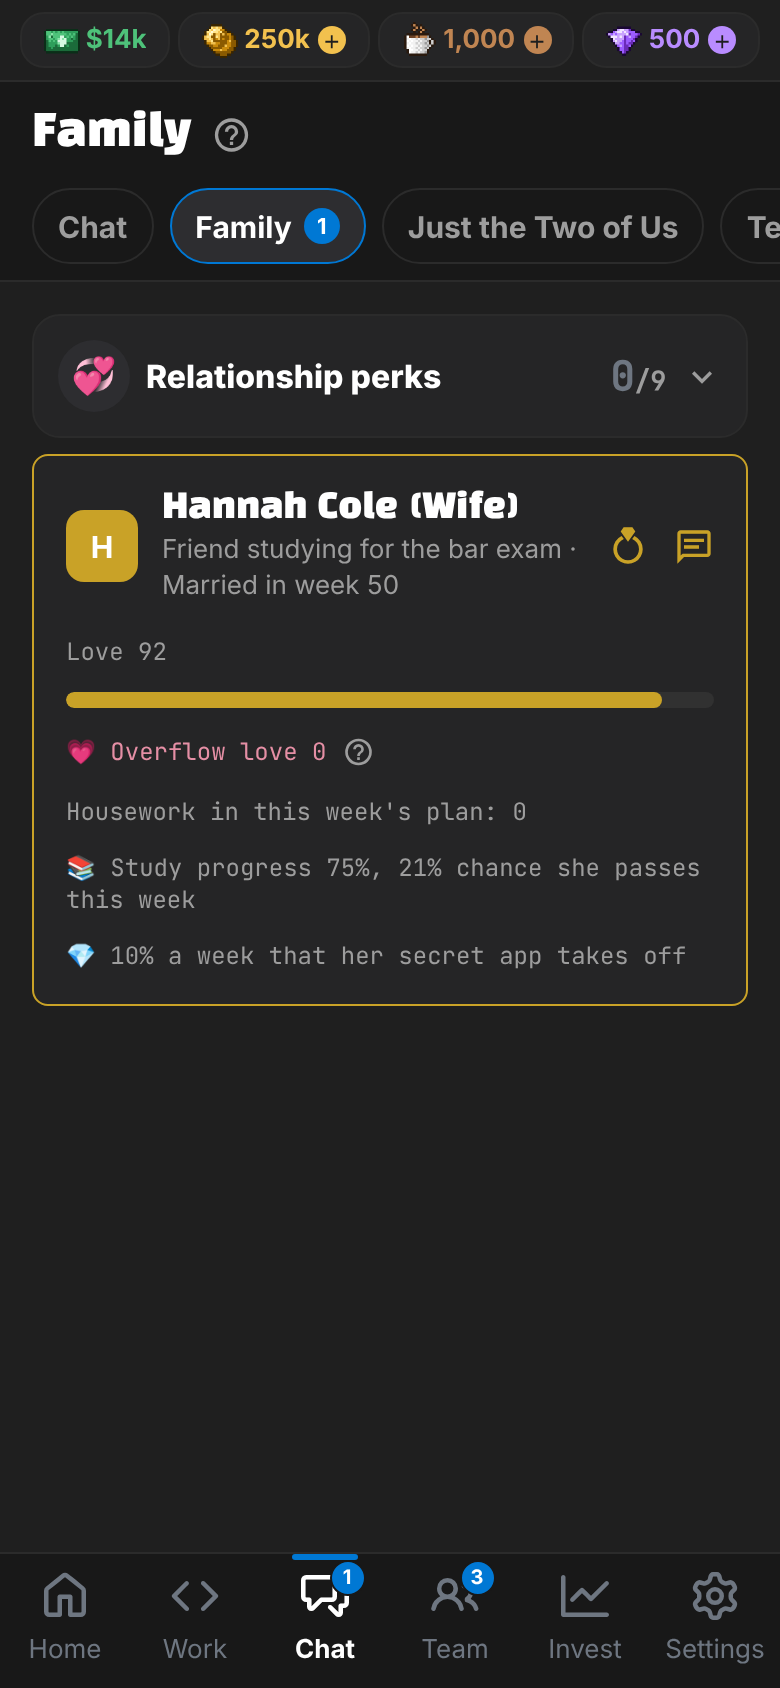 $14k 250k 1,000 500
Family
Chat Family 1 Just the Two of Us Te
Relationship perks 0/9
Hannah Cole (Wife)
H
Friend studying for the bar exam ·
Married in week 50
Love 92
Overflow love 0
Housework in this week's plan: 0
Study progress 75%, 21% chance she passes
this week
10% a week that her secret app takes off
1 3
Home Work Chat Team Invest Settings